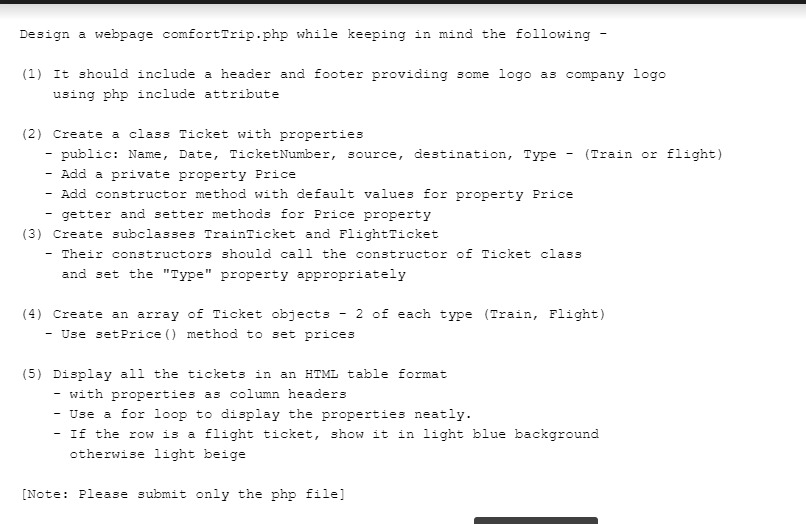 Design a webpage comfortTrip.php while keeping in mind the following -
(1) It should include a header and footer providing some logo as company logo
using php include attribute
(2) Create a class Ticket with properties
- public: Name, Date, TicketNumber, source, destination, Type - (Train or flight)
- Add a private property Price
- Add constructor method with default values for property Price
- getter and setter methods for Price property
(3) Create subclasses TrainTicket and FlightTicket
- Their constructors should call the constructor of Ticket class
and set the "Type" property appropriately
(4) Create an array of Ticket objects - 2 of each type (Train, Flight)
- Use setPrice() method to set prices
(5) Display all the tickets in an HTML table format
- with properties as column headers
- Use a for loop to display the properties neatly.
- If the row is a flight ticket, show it in light blue background
otherwise light beige
[Note: Please submit only the php file]